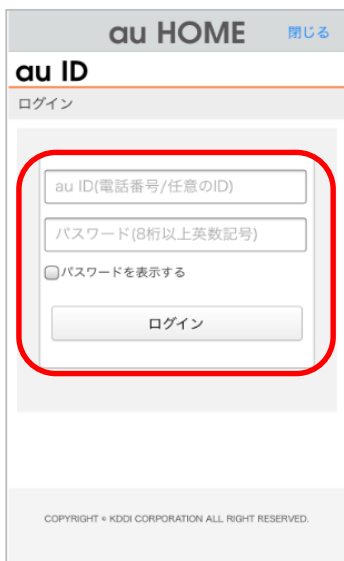 au HOME 閉じる
au ID
ログイン
au ID(電話番号/任意のID)
パスワード(8桁以上英数記号)
パスワードを表示する
ログイン
COPYRIGHT © KDDI CORPORATION ALL RIGHT RESERVED.